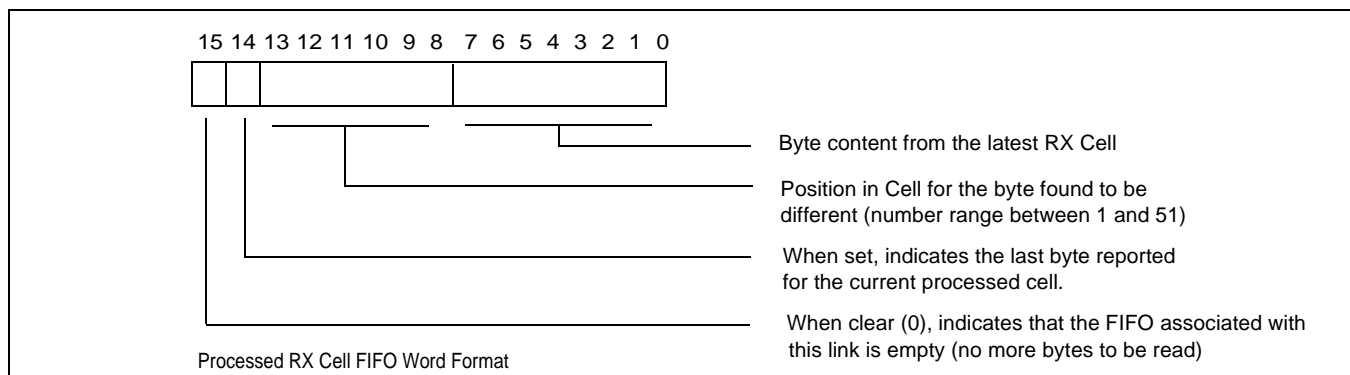 15 14 13 12 11 10 9 8 7 6 5 4 3 2 1 0
Byte content from the latest RX Cell
Position in Cell for the byte found to be
different (number range between 1 and 51)
When set, indicates the last byte reported
for the current processed cell.
When clear (0), indicates that the FIFO associated with
this link is empty (no more bytes to be read)
Processed RX Cell FIFO Word Format